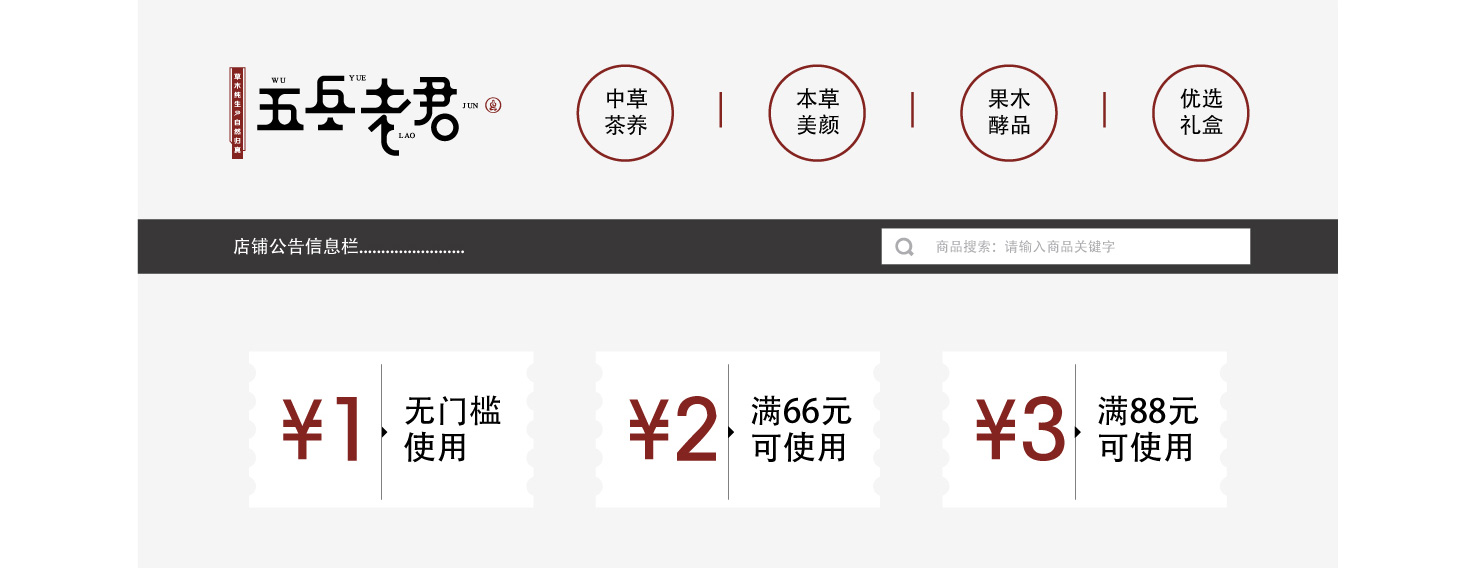 草木纯生
自然归真
WU
YUE
五岳老君
JUN
LAO
中草
茶养
本草
美颜
果木
酵品
优选
礼盒
店铺公告信息栏........................
商品搜索：请输入商品关键字
¥1
无门槛
使用
¥2
满66元
可使用
¥3
满88元
可使用